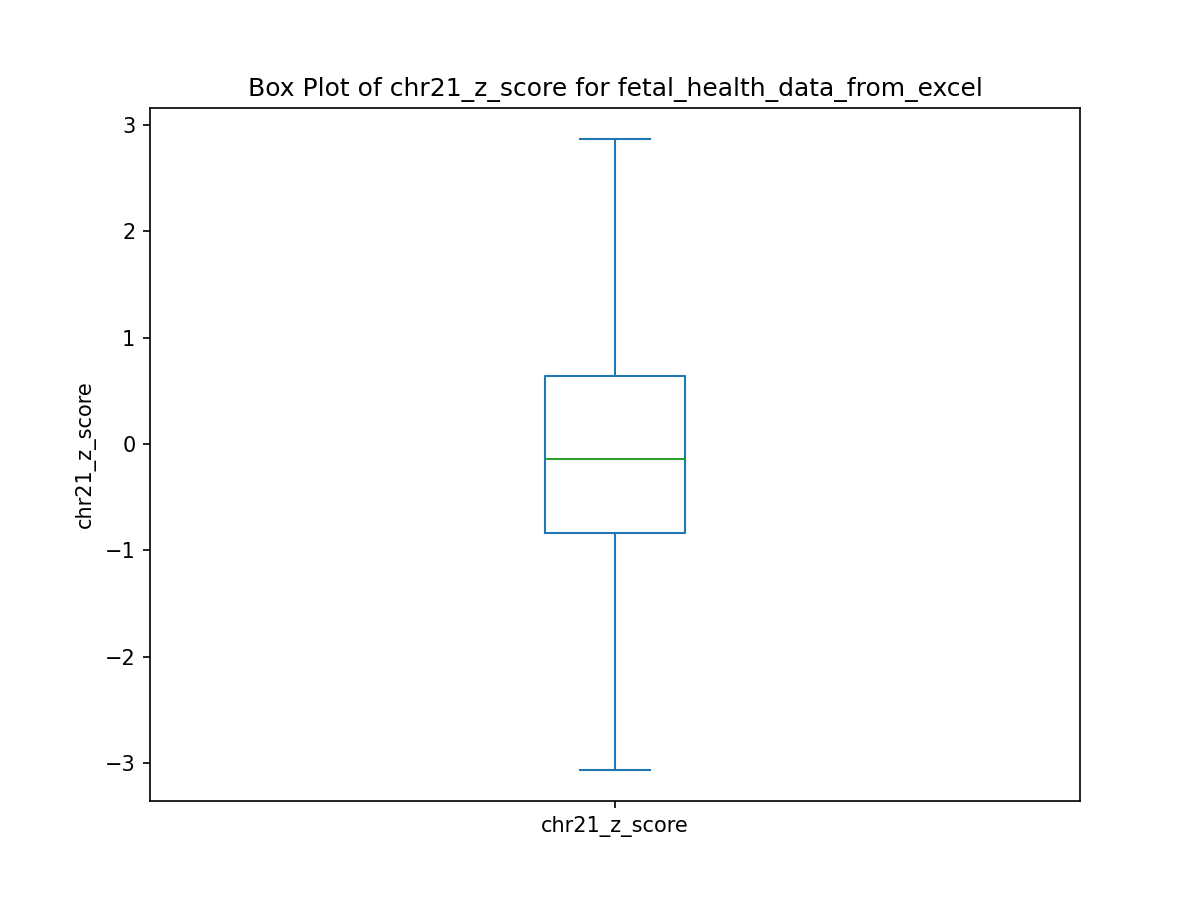 Box Plot of chr21_z_score for fetal_health_data_from_excel
3
2
1
0
−1
−2
−3
chr21_z_score
chr21_z_score